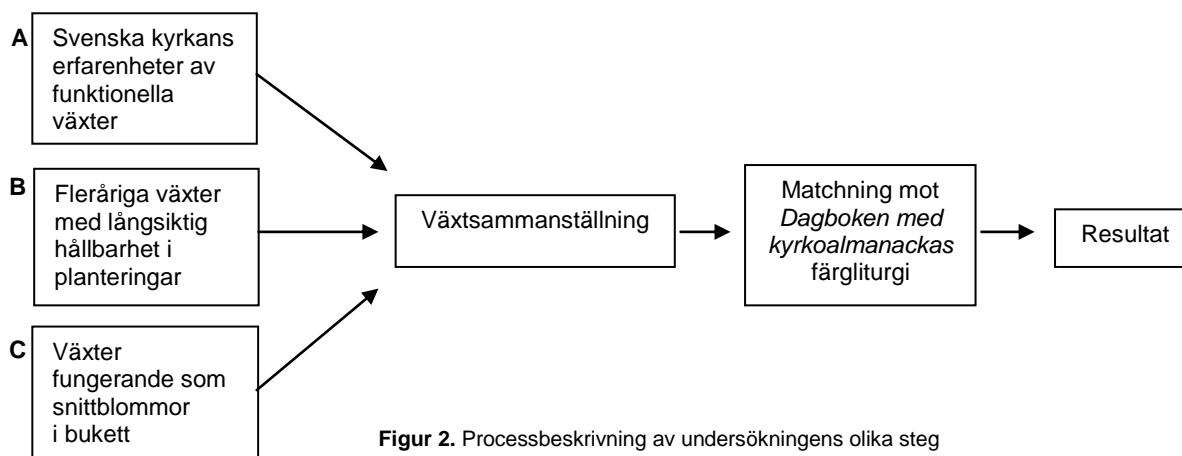 A
Svenska kyrkans
erfarenheter av
funktionella
växter
B
Fleråriga växter
med långsiktig
hållbarhet i
planteringar
C
Växter
fungerande som
snittblommor
i bukett
Växtsammanställning
Matchning mot
Dagboken med
kyrkoalmanackas
färgliturgi
Resultat
Figur 2. Processbeskrivning av undersökningens olika steg